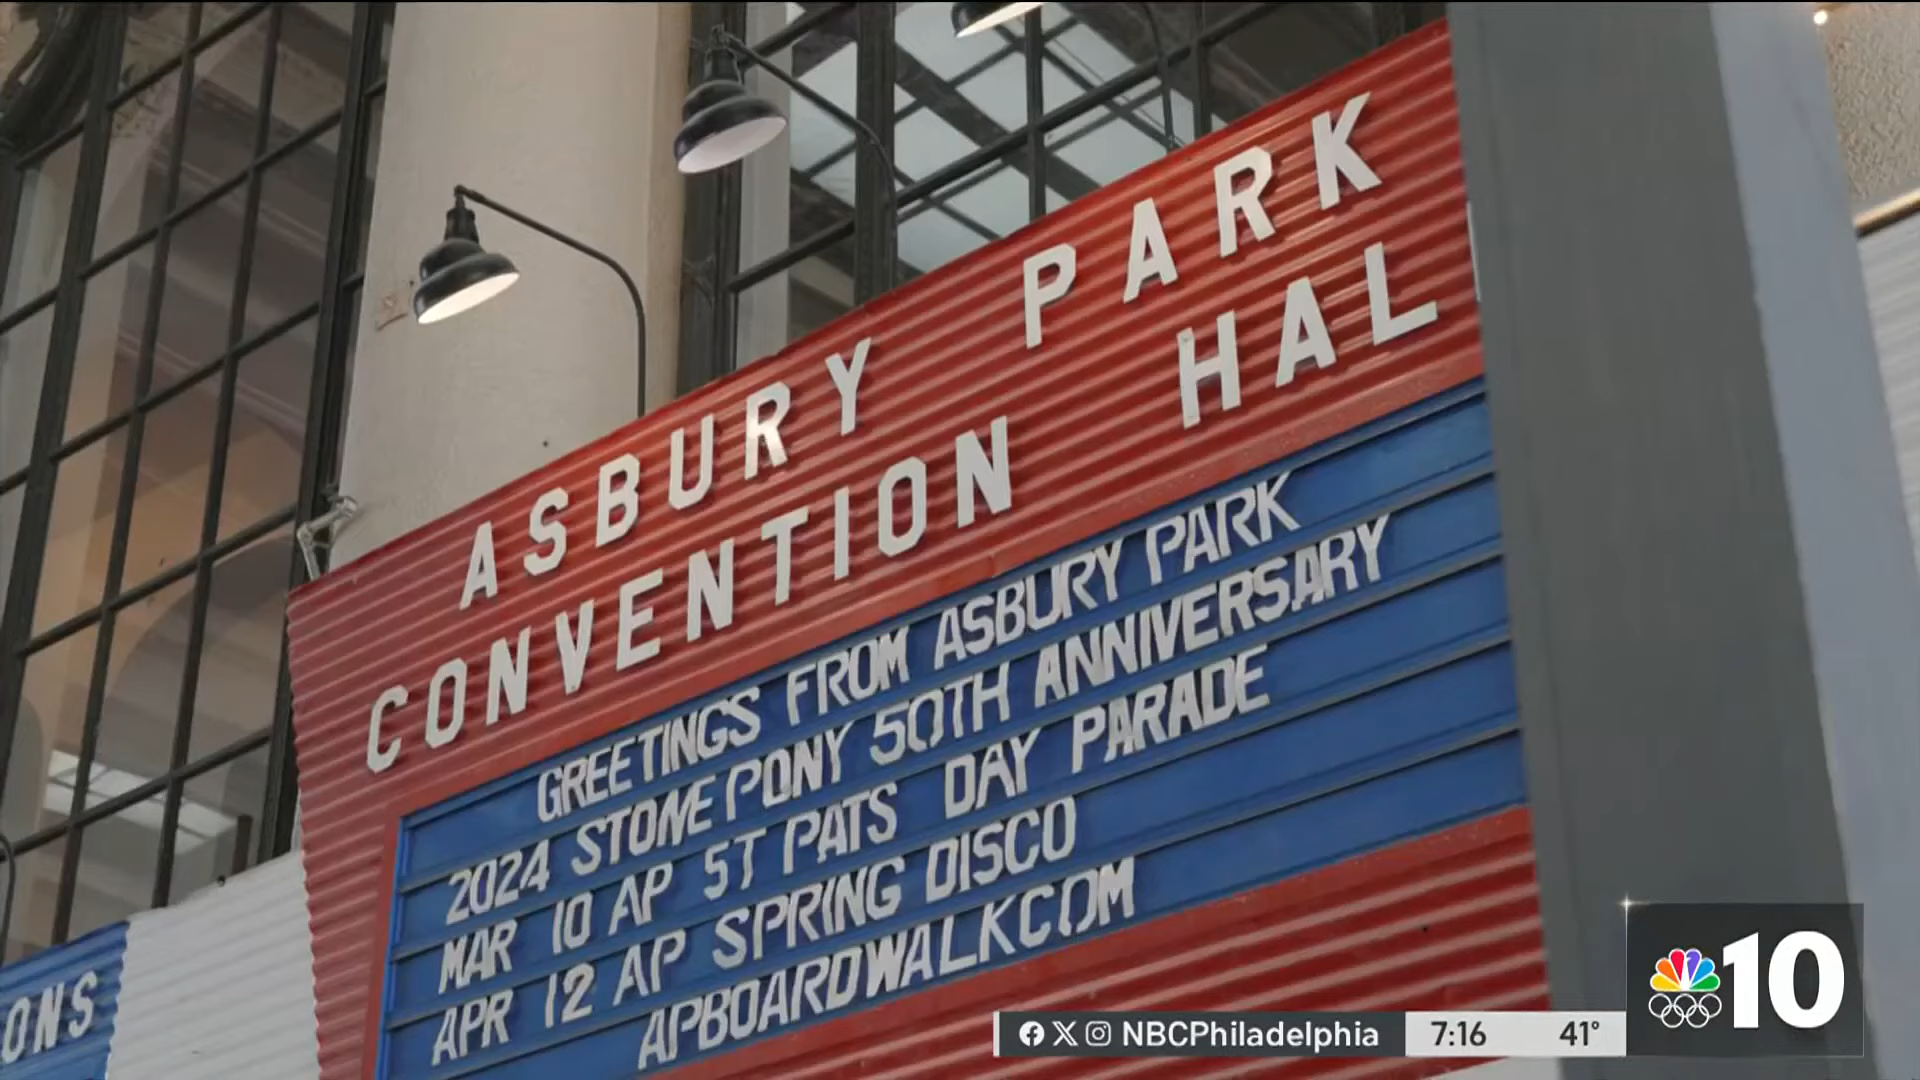 ASBURY PARK
CONVENTION HALL
GREETINGS FROM ASBURY PARK
2024 STONE PONY 50TH ANNIVERSARY
MAR 10 AP ST PATS DAY PARADE
APR 12 AP SPRING DISCO
APBOARDWALKCOM
ONS
NBCPhiladelphia
7:16 41°
10